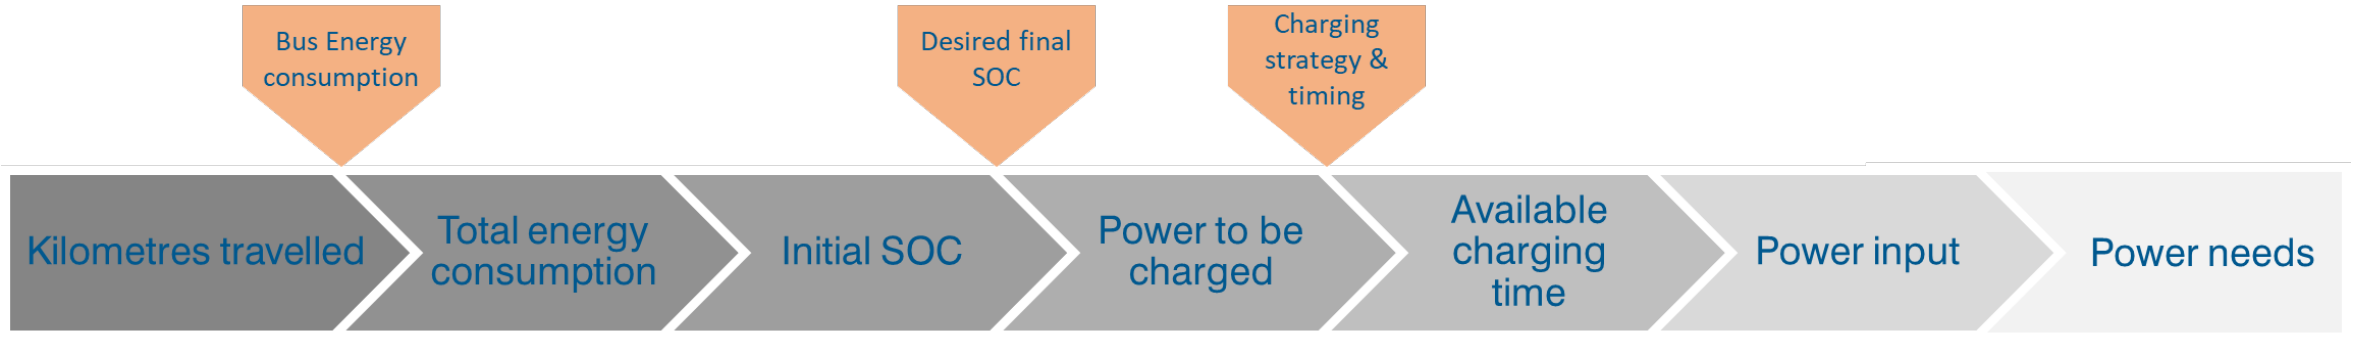 Bus Energy
consumption
Desired final
SOC
Charging
strategy &
timing
Kilometres travelled
Total energy
consumption
Initial SOC
Power to be
charged
Available
charging
time
Power input
Power needs